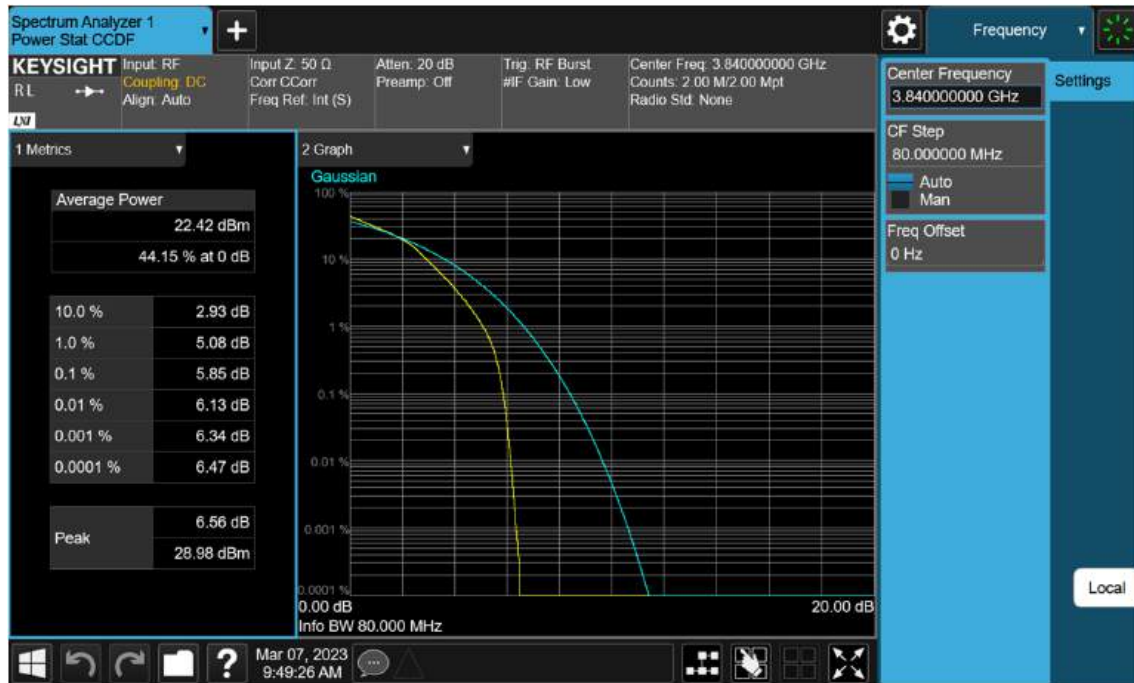 Spectrum Analyzer 1
Power Stat CCDF
+
Frequency
KEYSIGHT
RL
LXI
Input: RF
Coupling: DC
Align: Auto
Input Z: 50 Ω
Corr CCorr
Freq Ref: Int (S)
Atten: 20 dB
Preamp: Off
Trig: RF Burst
#IF Gain: Low
Center Freq: 3.840000000 GHz
Counts: 2.00 M/2.00 Mpt
Radio Std: None
Center Frequency
3.840000000 GHz
Settings
CF Step
80.000000 MHz
Auto
Man
Freq Offset
0 Hz
1 Metrics
Average Power
22.42 dBm
44.15 % at 0 dB
10.0 % 2.93 dB
1.0 % 5.08 dB
0.1 % 5.85 dB
0.01 % 6.13 dB
0.001 % 6.34 dB
0.0001 % 6.47 dB
Peak 6.56 dB
28.98 dBm
2 Graph
Gaussian
100 %
10 %
1 %
0.1 %
0.01 %
0.001 %
0.0001 %
0.00 dB 20.00 dB
Info BW 80.000 MHz
Local
?
Mar 07, 2023
9:49:26 AM